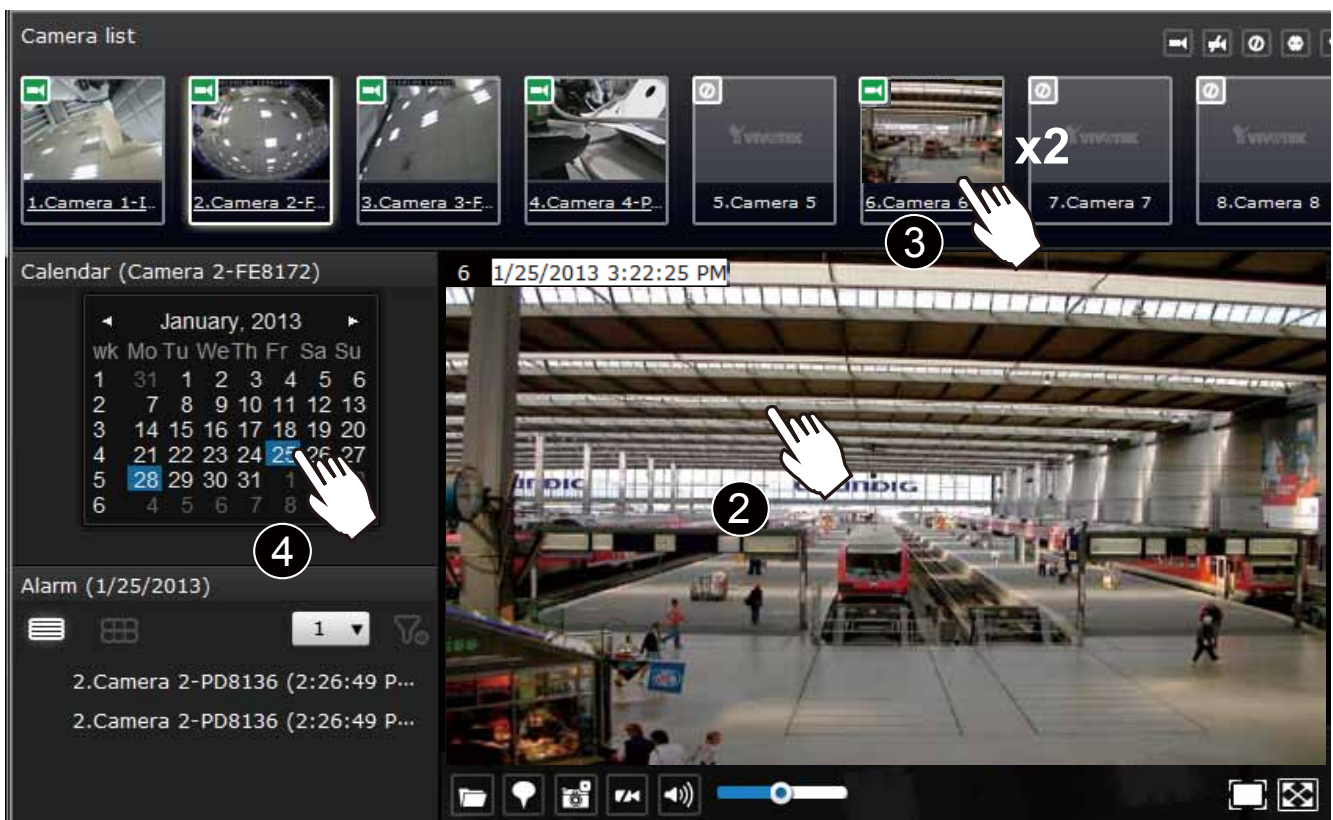 Camera list
VIVOTEK
VIVOTEK
VIVOTEK
x2
1.Camera 1-I...
2.Camera 2-F...
3.Camera 3-F...
4.Camera 4-P...
5.Camera 5
6.Camera 6
7.Camera 7
8.Camera 8
3
Calendar (Camera 2-FE8172)
January, 2013
wk Mo Tu We Th Fr Sa Su
1 31 1 2 3 4 5 6
2 7 8 9 10 11 12 13
3 14 15 16 17 18 19 20
4 21 22 23 24 25 26 27
5 28 29 30 31 1
6 4 5 6 7 8
4
Alarm (1/25/2013)
1
2.Camera 2-PD8136 (2:26:49 P...
2.Camera 2-PD8136 (2:26:49 P...
6 1/25/2013 3:22:25 PM
2